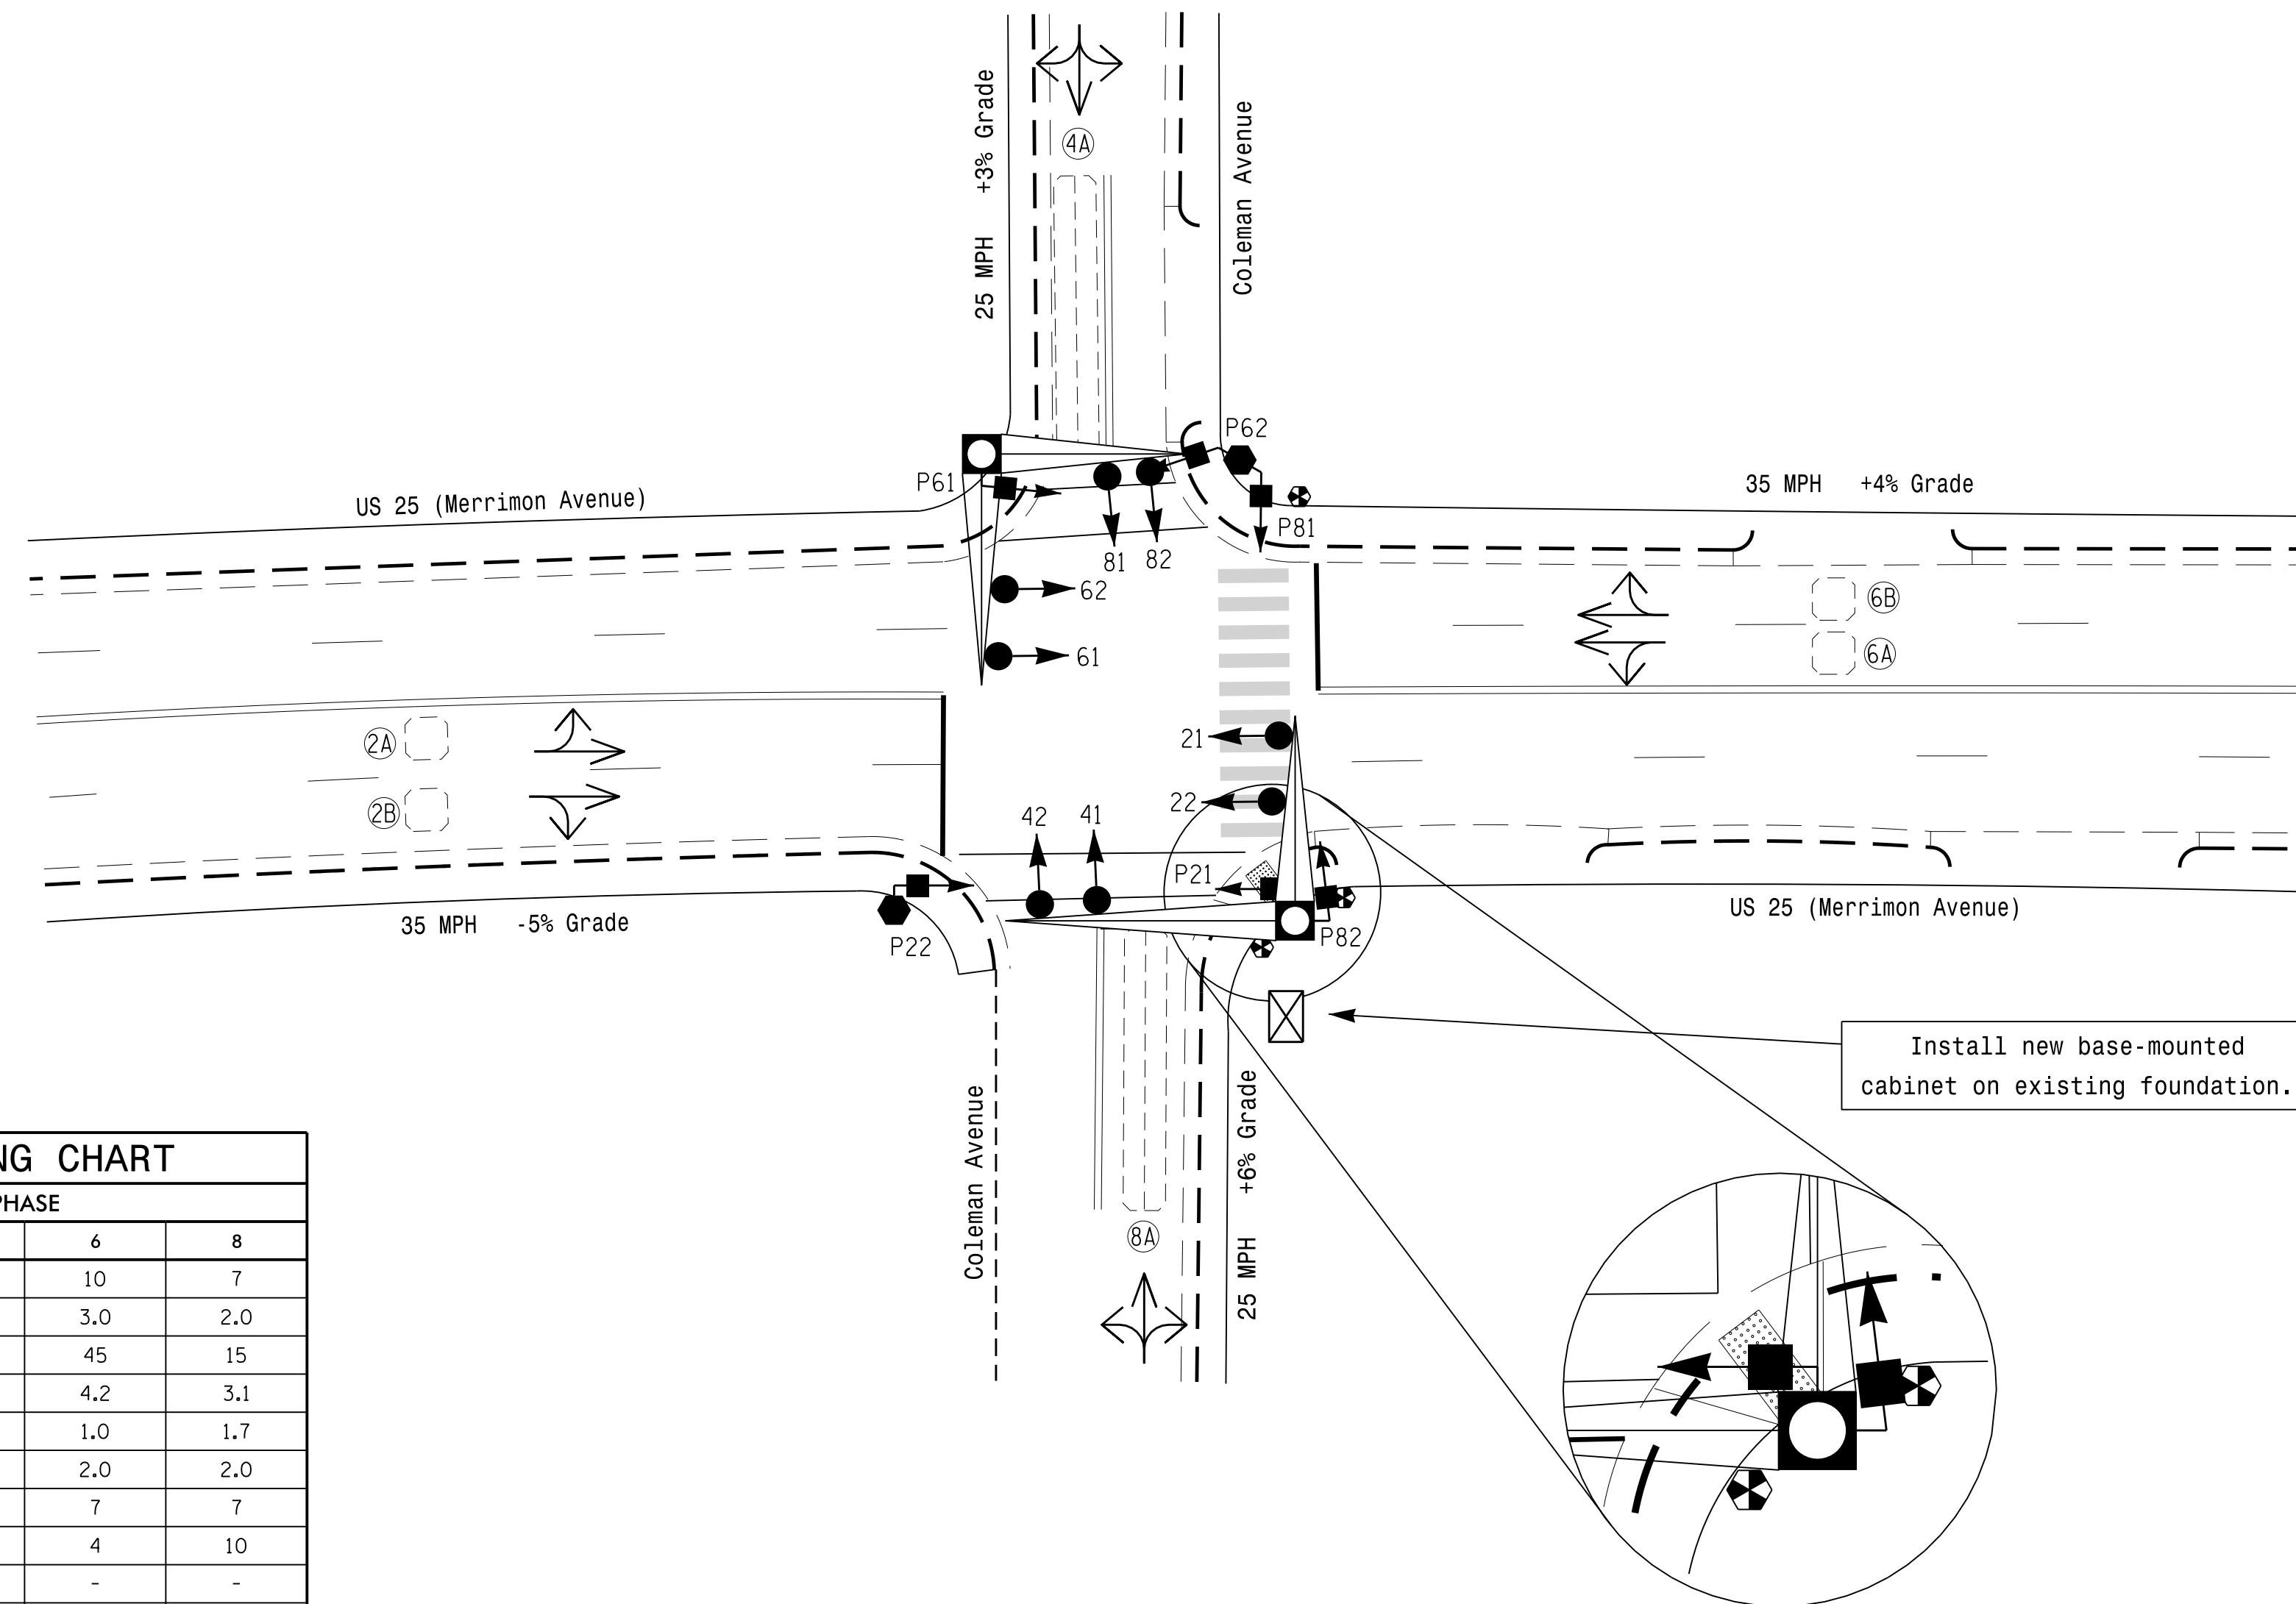 25 MPH   +3% Grade
4A
Coleman Avenue
P62
P61
US 25 (Merrimon Avenue)
35 MPH   +4% Grade
P81
81
82
62
61
6B
6A
2A
2B
21
22
42
41
P21
P22
P82
35 MPH   -5% Grade
US 25 (Merrimon Avenue)
Install new base-mounted
cabinet on existing foundation.
Coleman Avenue
25 MPH   +6% Grade
8A
NG CHART
PHASE
6 8
10 7
3.0 2.0
45 15
4.2 3.1
1.0 1.7
2.0 2.0
7 7
4 10
- -